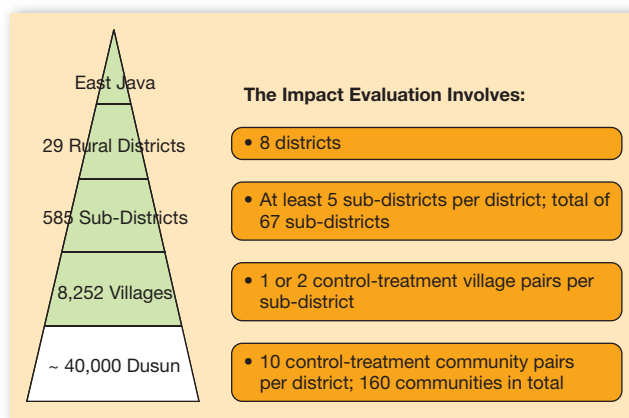 East Java
The Impact Evaluation Involves:
29 Rural Districts
• 8 districts
585 Sub-Districts
• At least 5 sub-districts per district; total of
67 sub-districts
8,252 Villages
• 1 or 2 control-treatment village pairs per
sub-district
~ 40,000 Dusun
• 10 control-treatment community pairs
per district; 160 communities in total